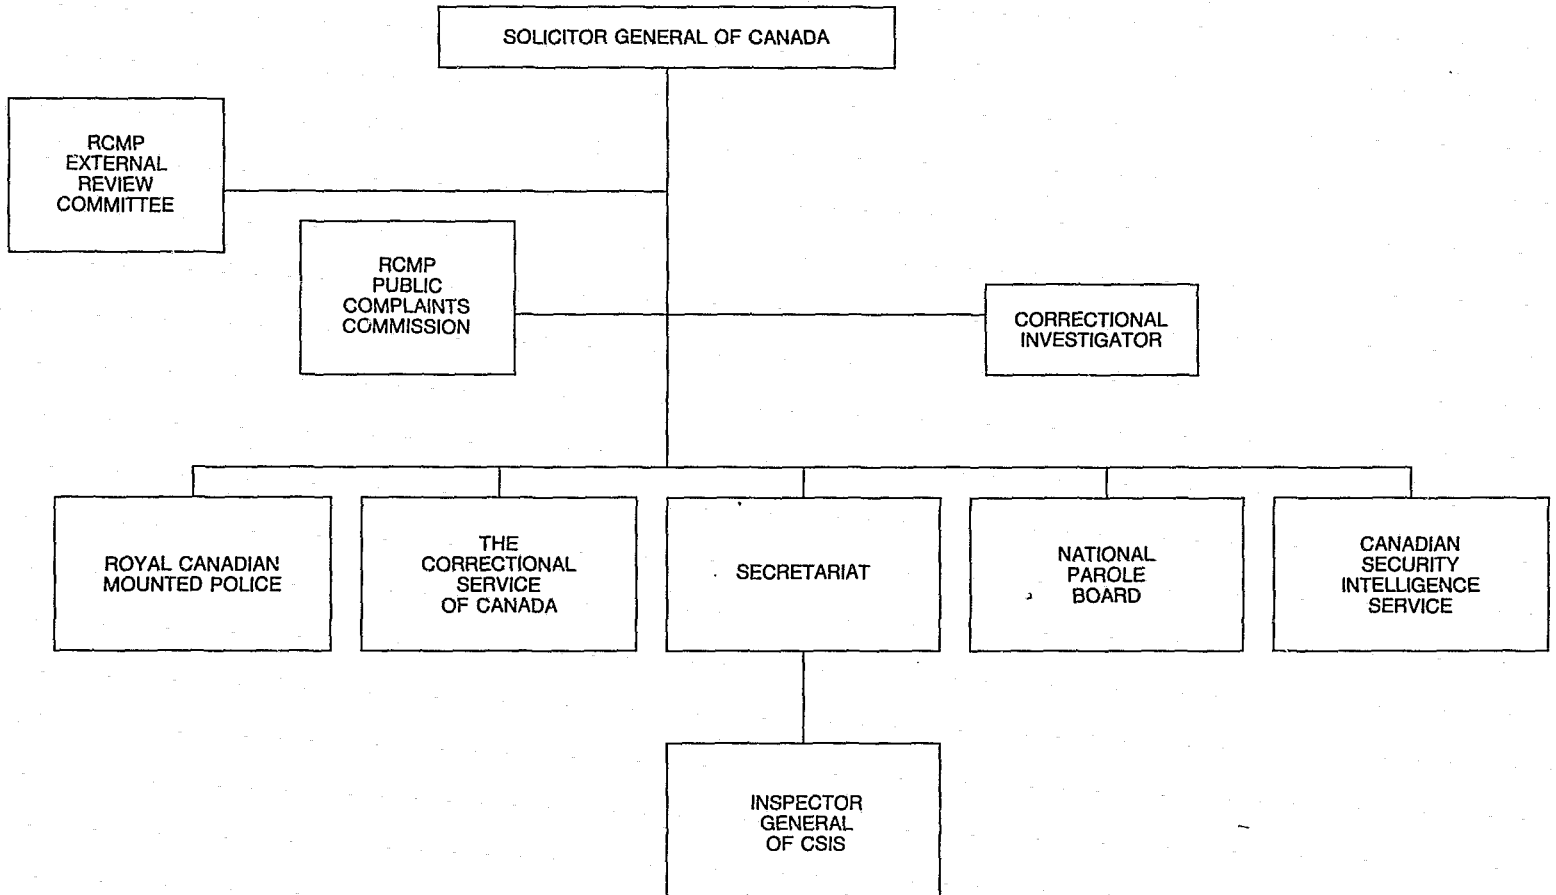 SOLICITOR GENERAL OF CANADA
RCMP
EXTERNAL
REVIEW
COMMITTEE
RCMP
PUBLIC
COMPLAINTS
COMMISSION
CORRECTIONAL
INVESTIGATOR
ROYAL CANADIAN
MOUNTED POLICE
THE
CORRECTIONAL
SERVICE
OF CANADA
SECRETARIAT
NATIONAL
PAROLE
BOARD
CANADIAN
SECURITY
INTELLIGENCE
SERVICE
INSPECTOR
GENERAL
OF CSIS